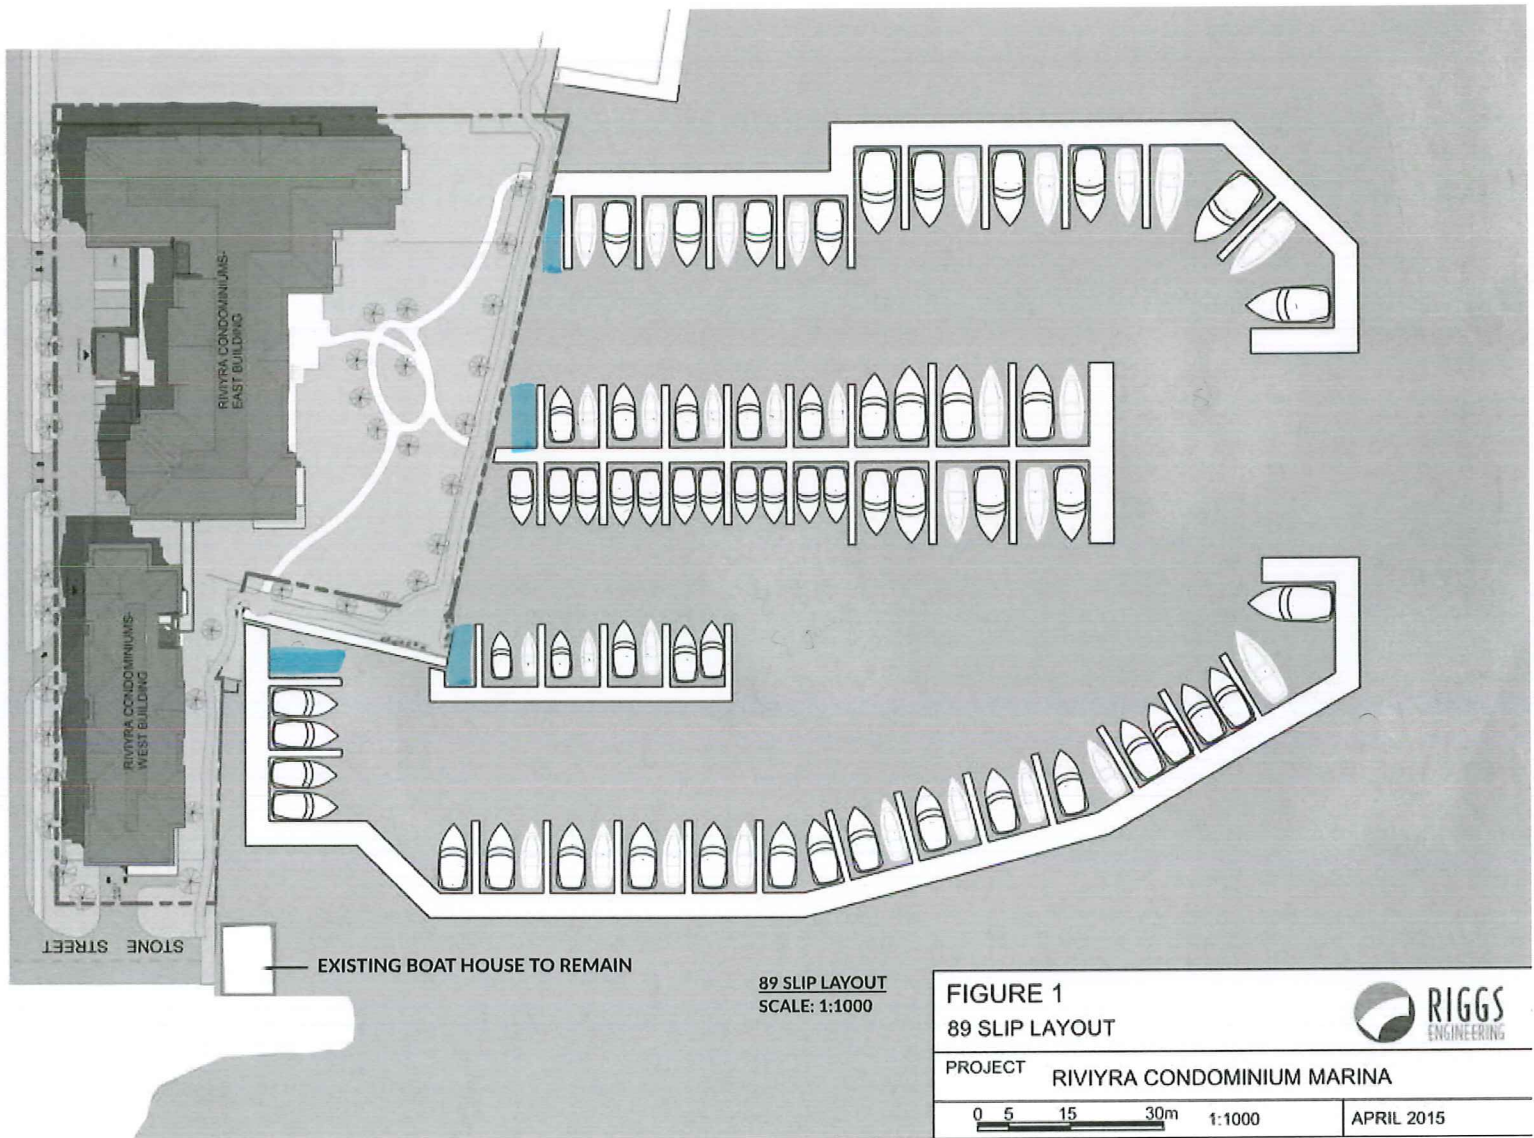 RIVIYRA CONDOMINIUMS-
EAST BUILDING
RIVIYRA CONDOMINIUMS-
WEST BUILDING
STONE STREET
EXISTING BOAT HOUSE TO REMAIN
89 SLIP LAYOUT
SCALE: 1:1000
FIGURE 1
89 SLIP LAYOUT
RIGGS
ENGINEERING
PROJECT RIVIYRA CONDOMINIUM MARINA
0 5 15 30m 1:1000 APRIL 2015